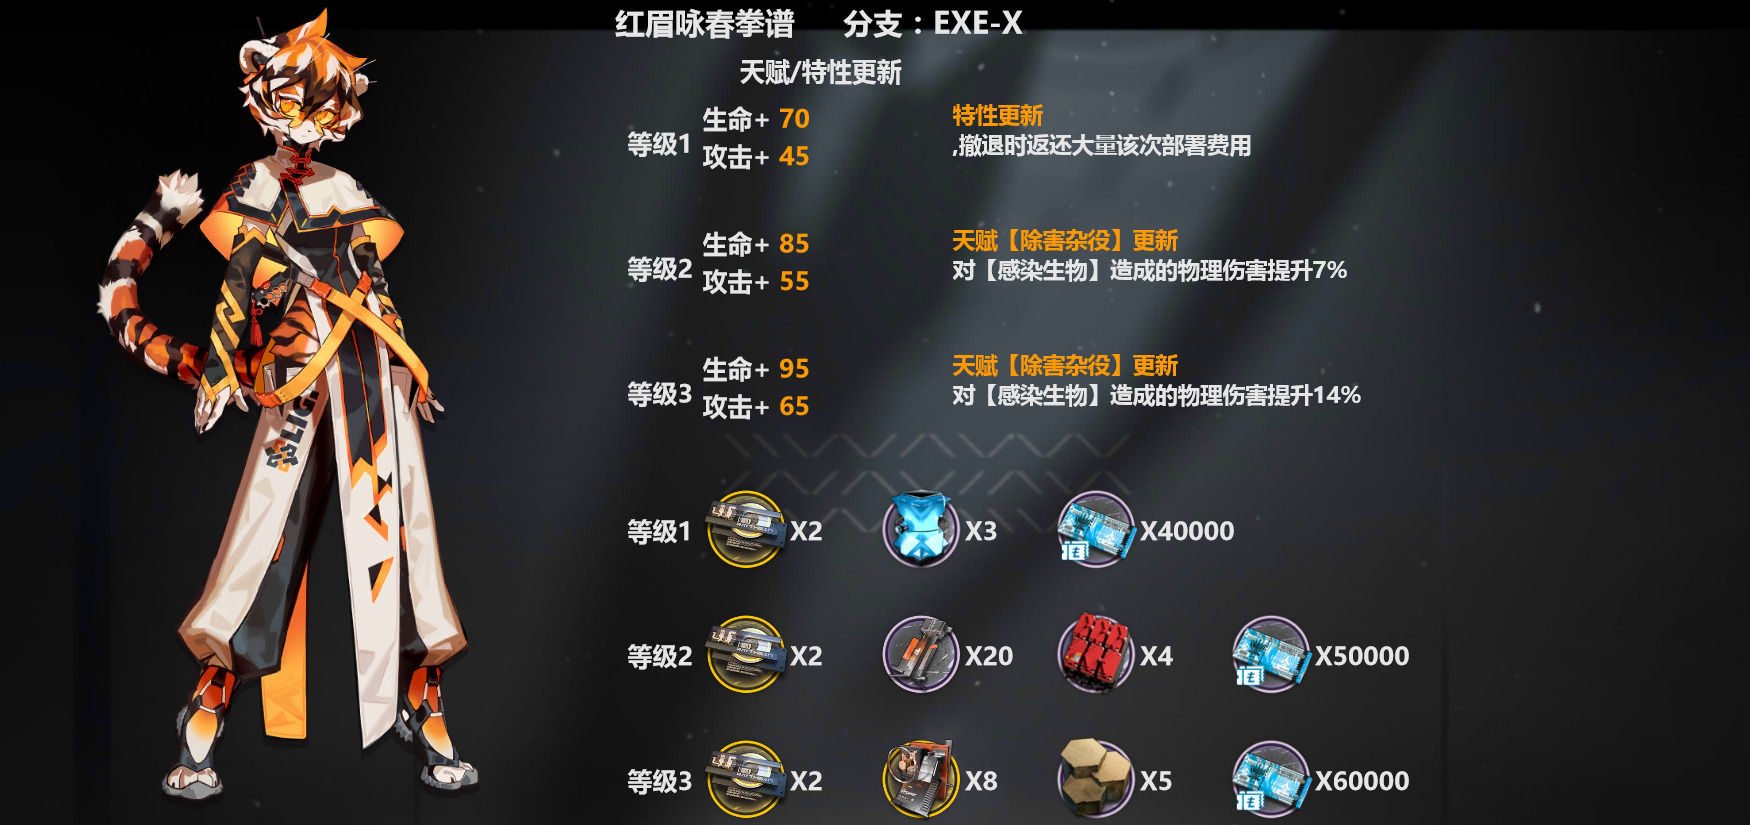 红眉咏春拳谱 分支：EXE-X
天赋/特性更新
等级1 生命+ 70
攻击+ 45
特性更新
,撤退时返还大量该次部署费用
等级2 生命+ 85
攻击+ 55
天赋【除害杂役】更新
对【感染生物】造成的物理伤害提升7%
等级3 生命+ 95
攻击+ 65
天赋【除害杂役】更新
对【感染生物】造成的物理伤害提升14%
等级1 X2 X3 X40000
等级2 X2 X20 X4 X50000
等级3 X2 X8 X5 X60000